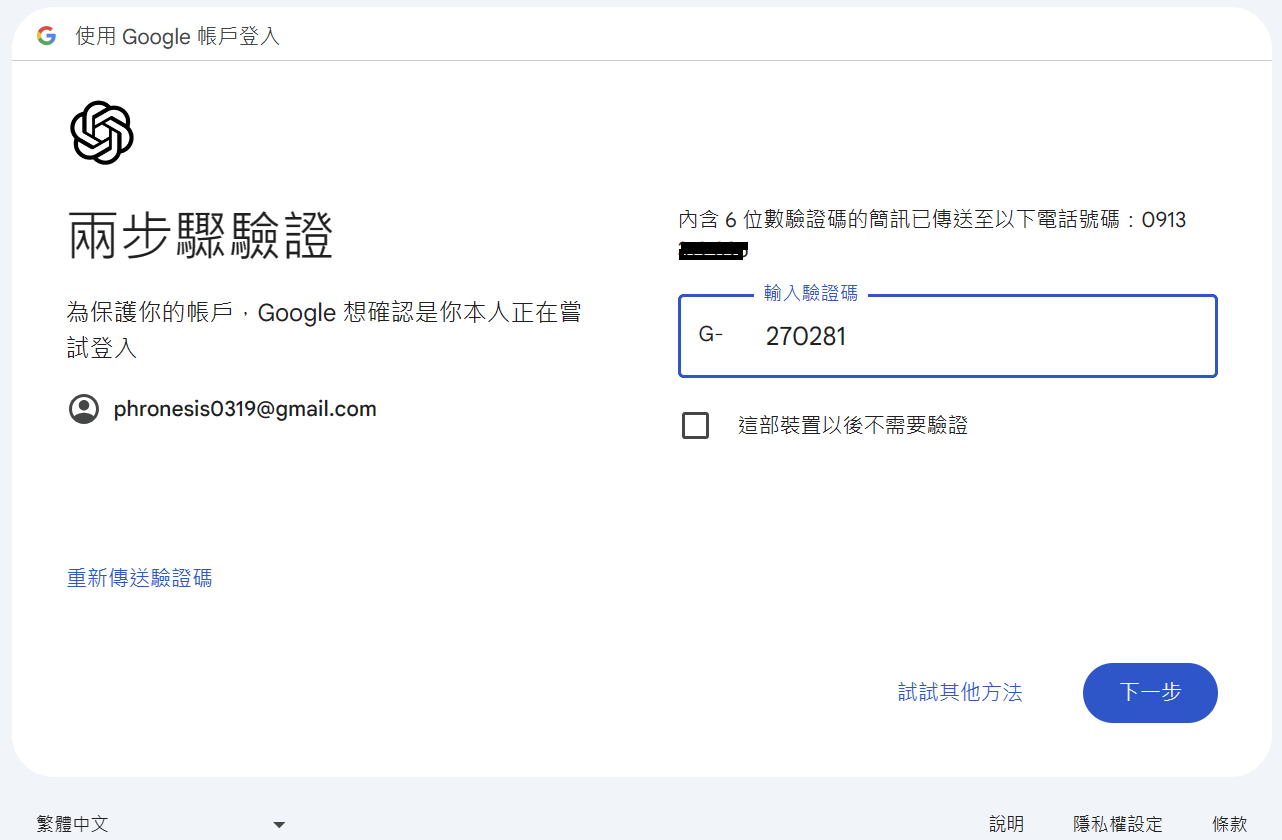 使用 Google 帳戶登入
兩步驟驗證
為保護你的帳戶，Google 想確認是你本人正在嘗
試登入
phronesis0319@gmail.com
重新傳送驗證碼
內含 6 位數驗證碼的簡訊已傳送至以下電話號碼：0913
輸入驗證碼
G- 270281
這部裝置以後不需要驗證
試試其他方法
下一步
繁體中文
說明
隱私權設定
條款